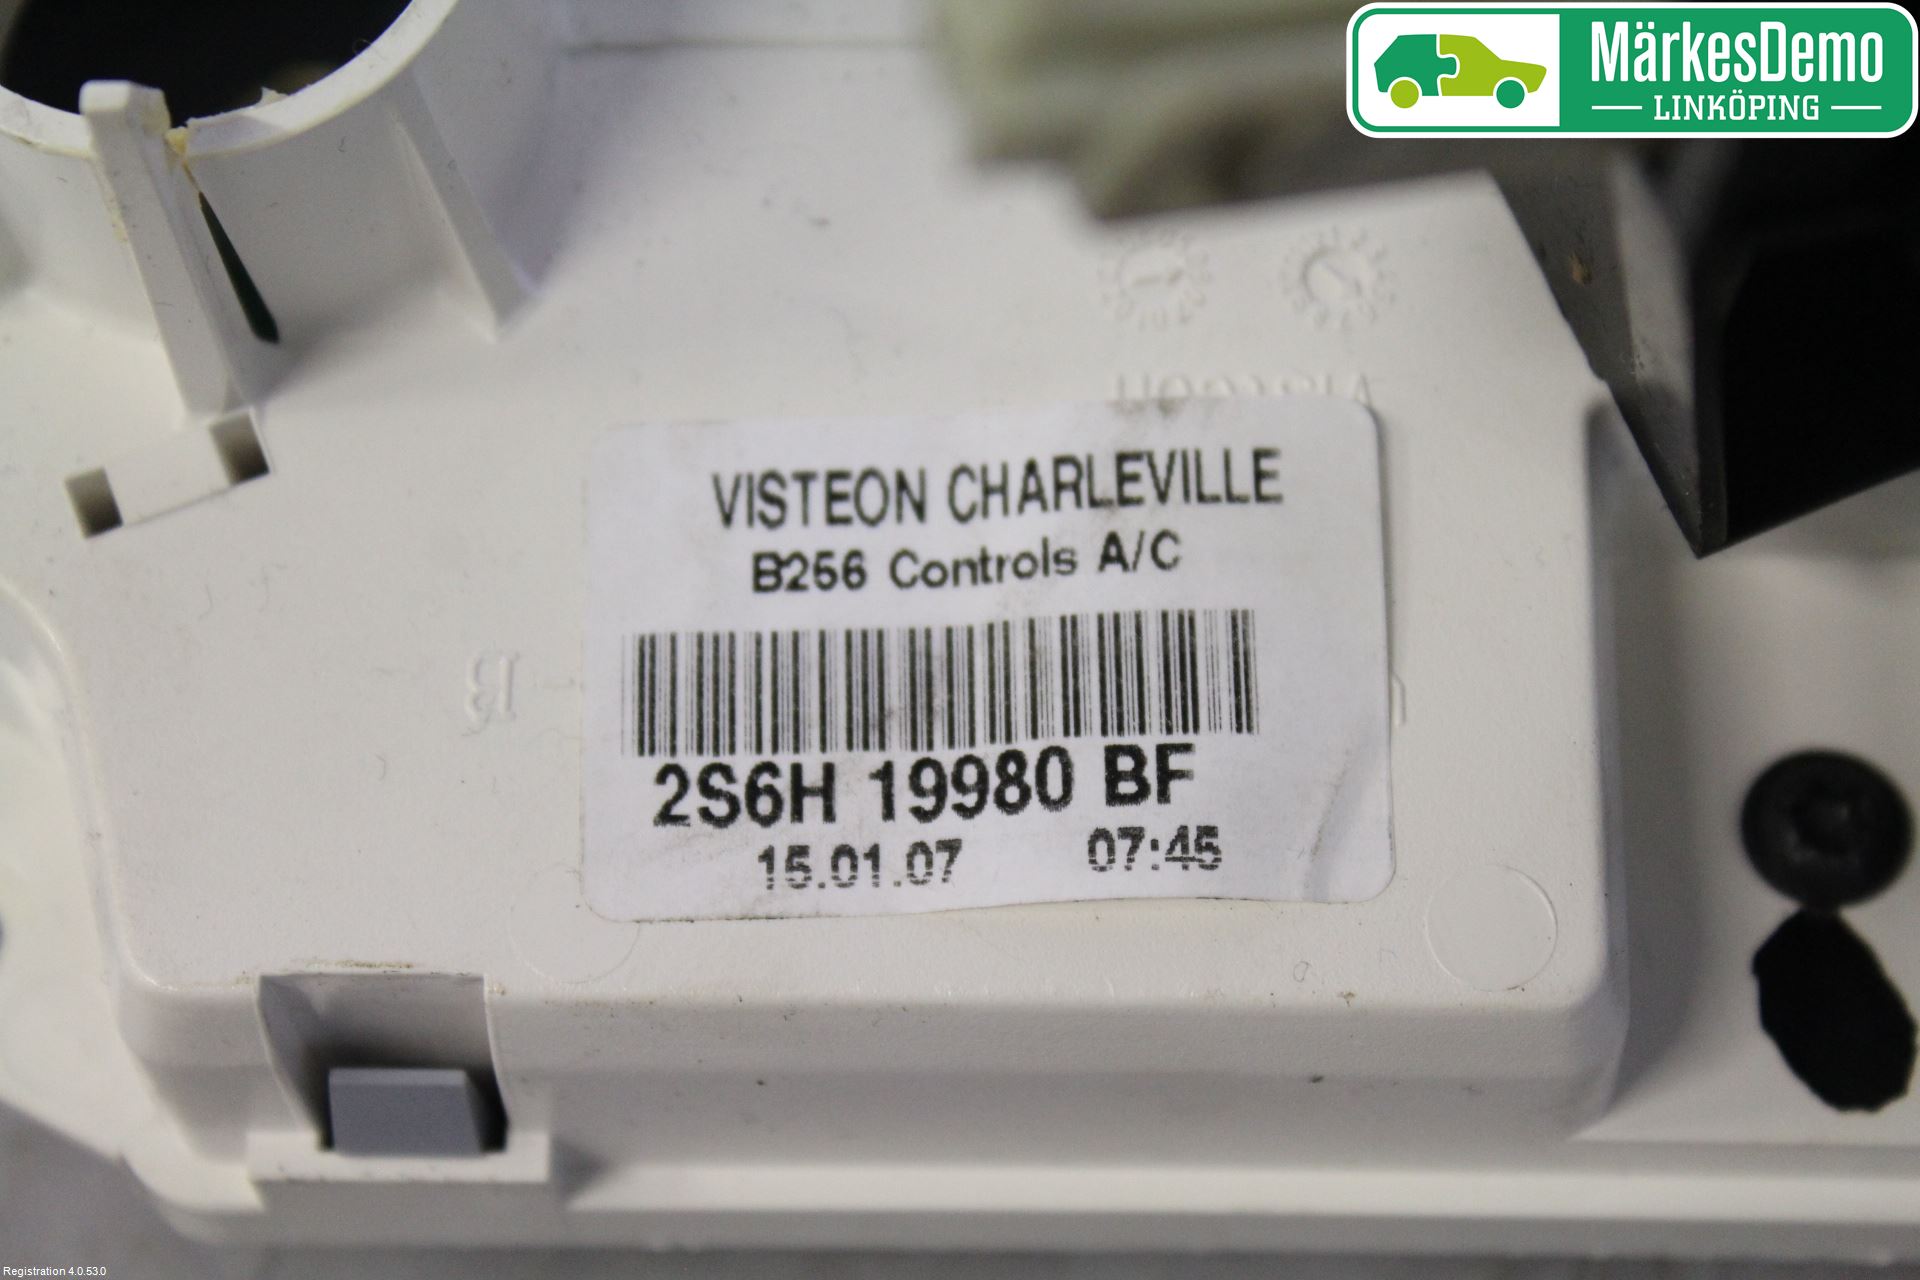 MärkesDemo
LINKÖPING
VISTEON CHARLEVILLE
B256 Controls A/C
2S6H 19980 BF
15.01.07 07:45
B
Registration 4.0.53.0